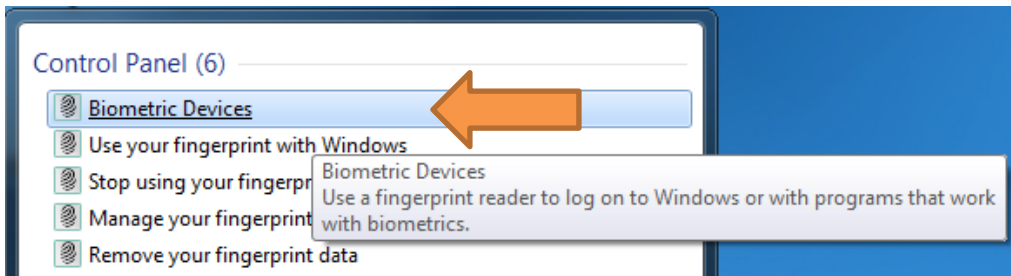 Control Panel (6)
Biometric Devices
Use your fingerprint with Windows
Stop using your fingerpr
Manage your fingerprint
Remove your fingerprint data
Biometric Devices
Use a fingerprint reader to log on to Windows or with programs that work
with biometrics.